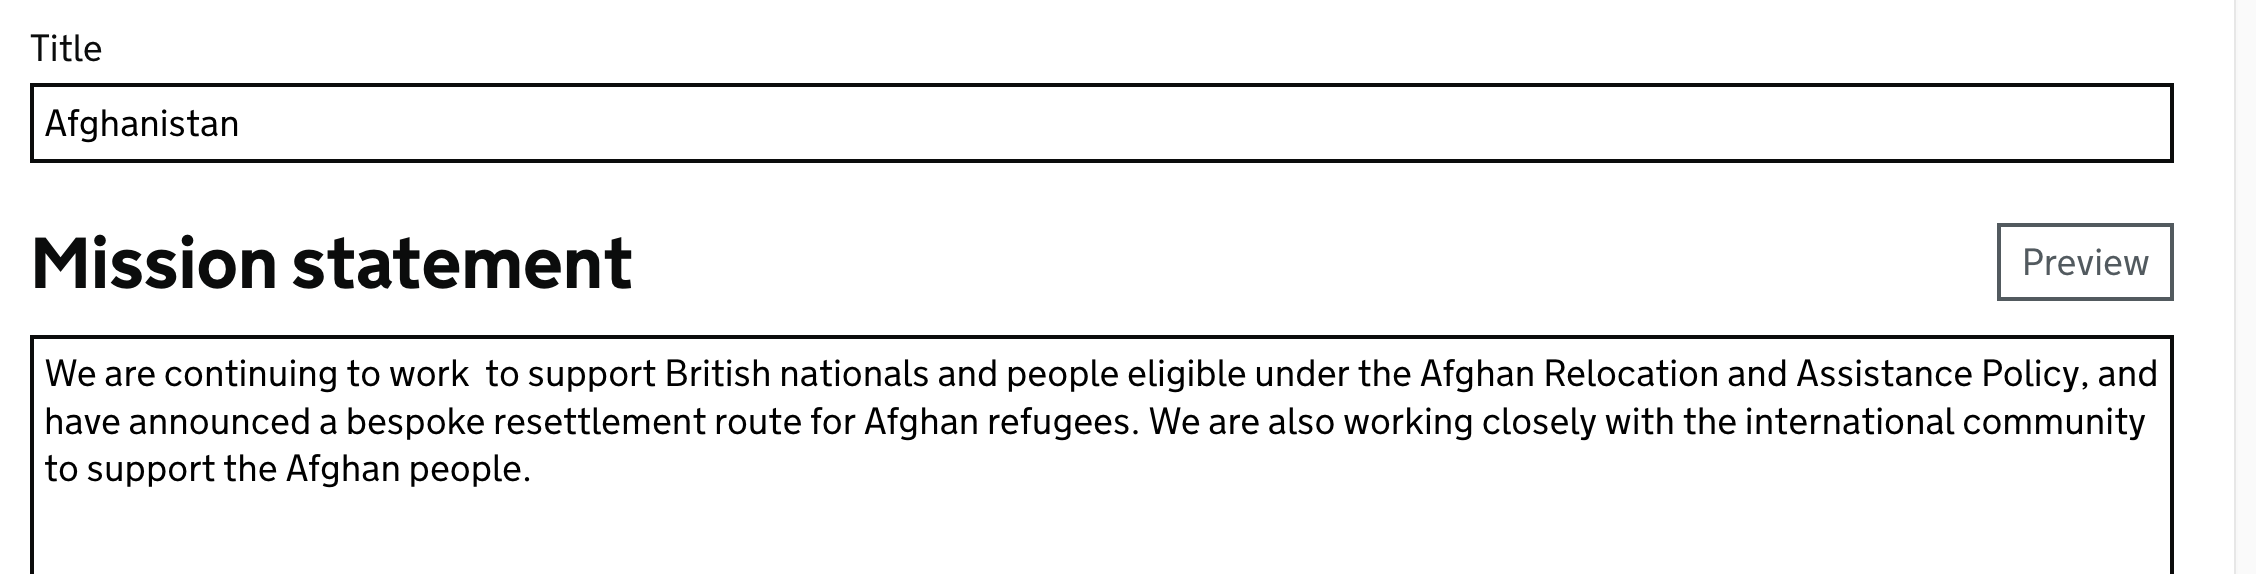 Title
Afghanistan
Mission statement
Preview
We are continuing to work  to support British nationals and people eligible under the Afghan Relocation and Assistance Policy, and
have announced a bespoke resettlement route for Afghan refugees. We are also working closely with the international community
to support the Afghan people.